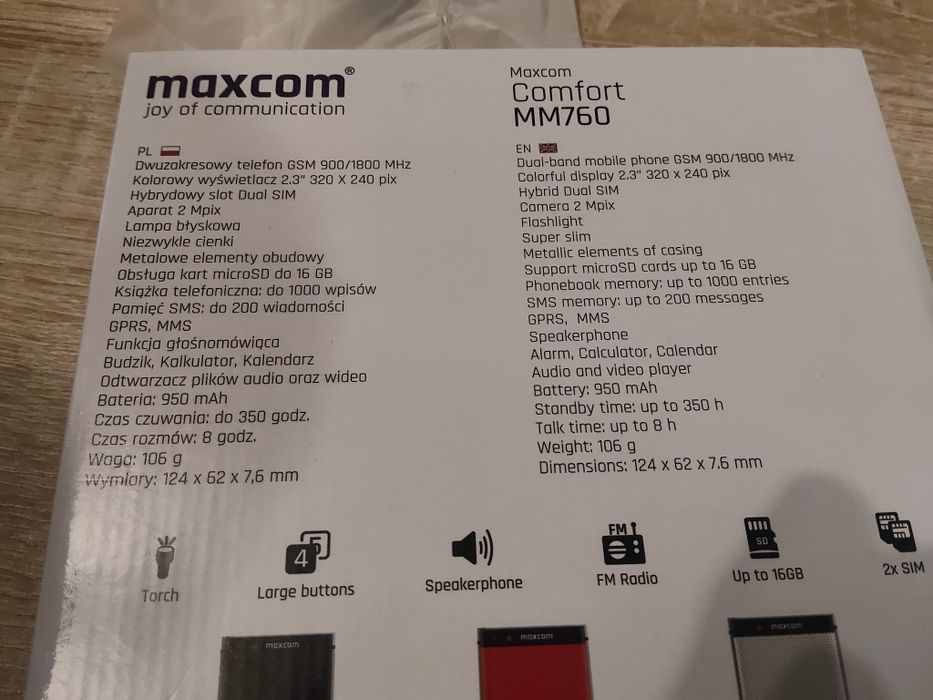 maxcom®
joy of communication
PL
Dwuzakresowy telefon GSM 900/1800 MHz
Kolorowy wyświetlacz 2.3" 320 X 240 pix
Hybrydowy slot Dual SIM
Aparat 2 Mpix
Lampa błyskowa
Niezwykle cienki
Metalowe elementy obudowy
Obsługa kart microSD do 16 GB
Książka telefoniczna: do 1000 wpisów
Pamięć SMS: do 200 wiadomości
GPRS, MMS
Funkcja głośnomówiąca
Budzik, Kalkulator, Kalendarz
Odtwarzacz plików audio oraz wideo
Bateria: 950 mAh
Czas czuwania: do 350 godz.
Czas rozmów: 8 godz.
Waga: 106 g
Wymiary: 124 x 62 x 7,6 mm
Maxcom
Comfort
MM760
EN
Dual-band mobile phone GSM 900/1800 MHz
Colorful display 2.3" 320 x 240 pix
Hybrid Dual SIM
Camera 2 Mpix
Flashlight
Super slim
Metallic elements of casing
Support microSD cards up to 16 GB
Phonebook memory: up to 1000 entries
SMS memory: up to 200 messages
GPRS, MMS
Speakerphone
Alarm, Calculator, Calendar
Audio and video player
Battery: 950 mAh
Standby time: up to 350 h
Talk time: up to 8 h
Weight: 106 g
Dimensions: 124 x 62 x 7.6 mm
4 5
FM
SD
Torch
Large buttons
Speakerphone
FM Radio
Up to 16GB
2x SIM
maxcom
maxcom
maxcom